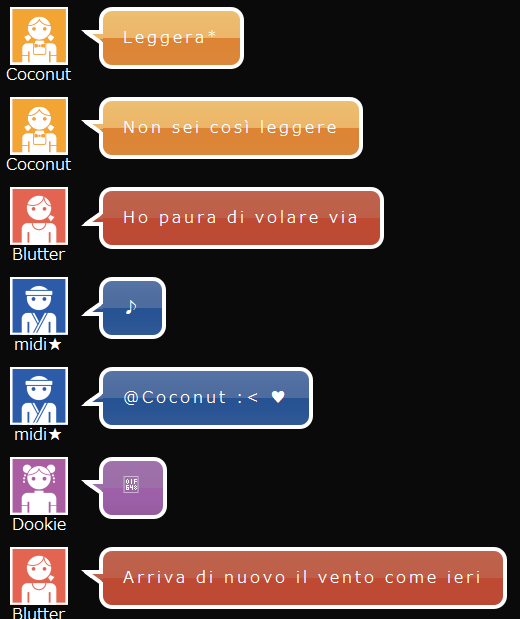 Leggera*
Coconut
Non sei così leggere
Coconut
Ho paura di volare via
Blutter
♪
midi★
@Coconut :< ♥
midi★
Dookie
Arriva di nuovo il vento come ieri
Blutter